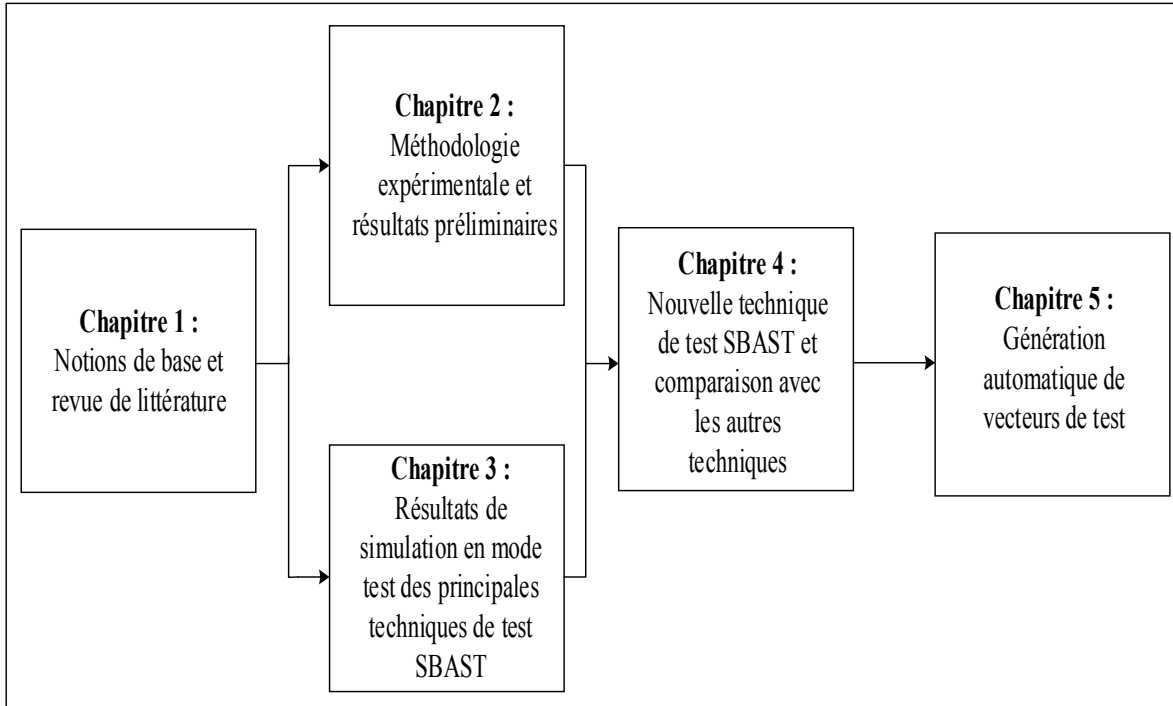 Chapitre 1 :
Notions de base et
revue de littérature
Chapitre 2 :
Méthodologie
expérimentale et
résultats préliminaires
Chapitre 3 :
Résultats de
simulation en mode
test des principales
techniques de test
SBAST
Chapitre 4 :
Nouvelle technique
de test SBAST et
comparaison avec
les autres
techniques
Chapitre 5 :
Génération
automatique de
vecteurs de test